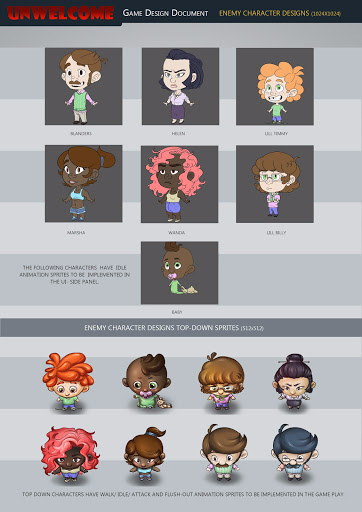 UNWELCOME GAME DESIGN DOCUMENT ENEMY CHARACTER DESIGNS (1024X1024)
BLANDERS HELEN LILL TIMMY
MARSHA WANDA LILL BILLY
THE FOLLOWING CHARACTERS HAVE IDLE
ANIMATION SPRITES TO BE IMPLEMENTED IN
THE UI- SIDE PANEL
BABY
ENEMY CHARACTER DESIGNS TOP-DOWN SPRITES (512x512)
TOP DOWN CHARACTERS HAVE WALK/ IDLE/ ATTACK AND FLUSH-OUT ANIMATION SPRITES TO BE IMPLEMENTED IN THE GAME PLAY